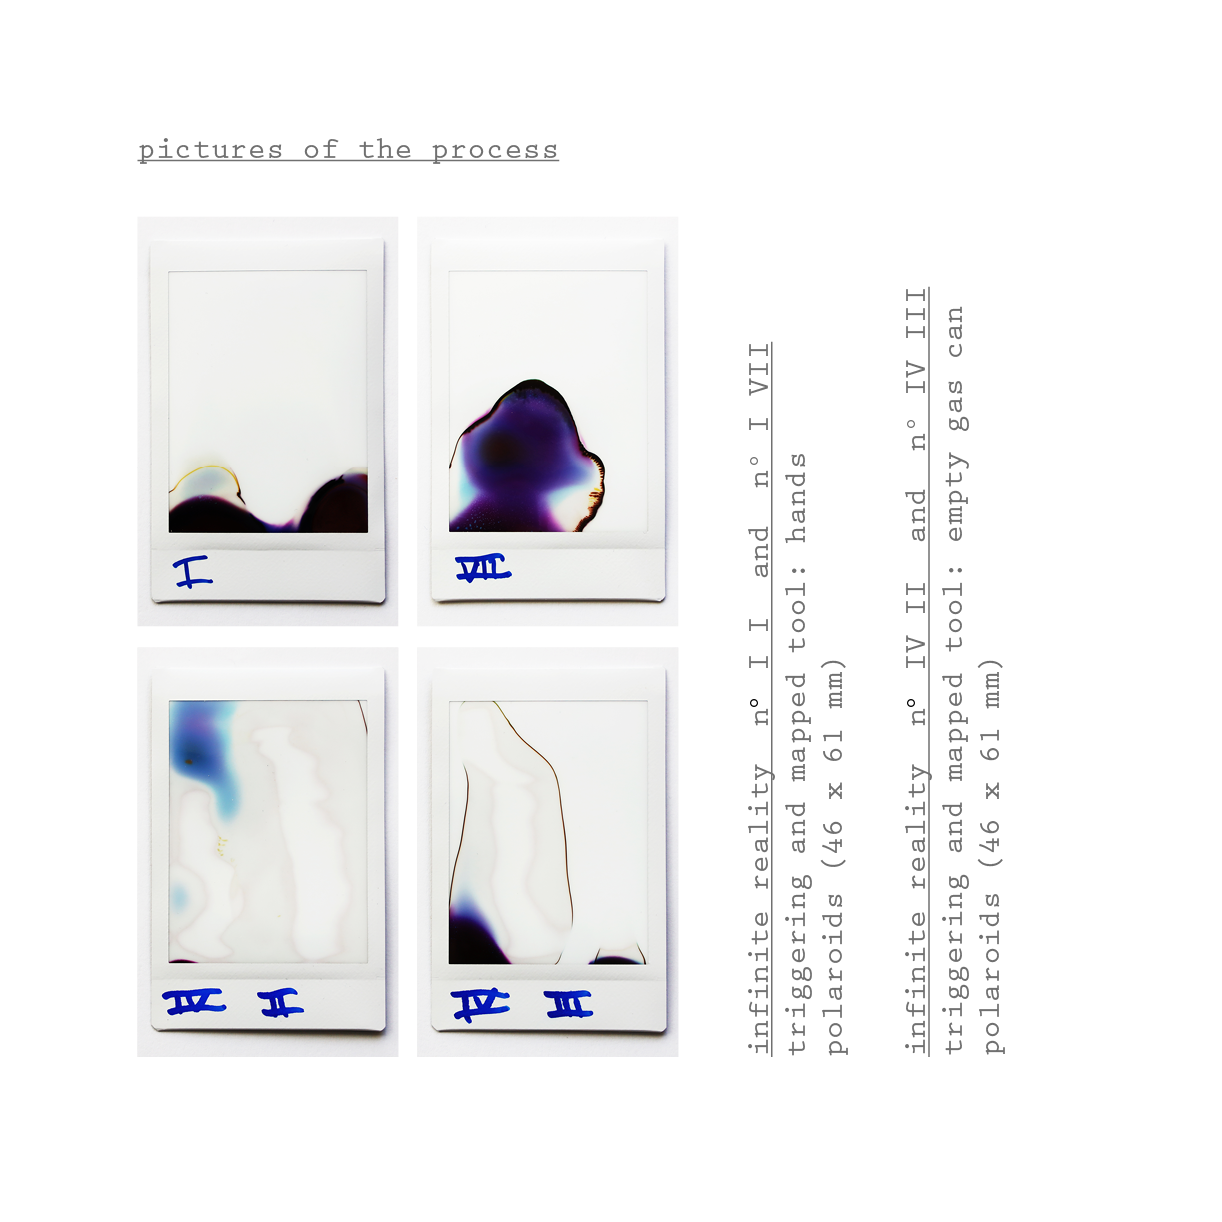 pictures of the process
I
VII
IV II
IV III
infinite reality n° I I and n° I VII
triggering and mapped tool: hands
polaroids (46 x 61 mm)
infinite reality n° IV II and n° IV III
triggering and mapped tool: empty gas can
polaroids (46 x 61 mm)